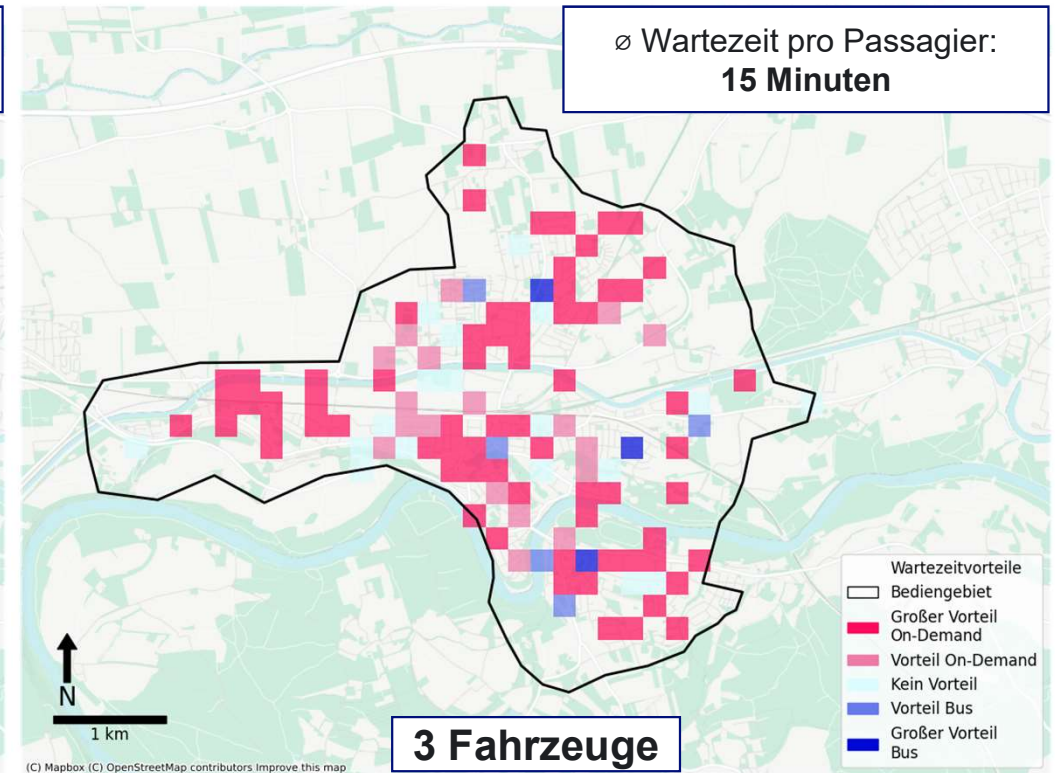 ⌀ Wartezeit pro Passagier:
15 Minuten
Wartezeitvorteile
Bediengebiet
Großer Vorteil
On-Demand
Vorteil On-Demand
Kein Vorteil
Vorteil Bus
Großer Vorteil
Bus
N
1 km
3 Fahrzeuge
(C) Mapbox (C) OpenStreetMap contributors Improve this map